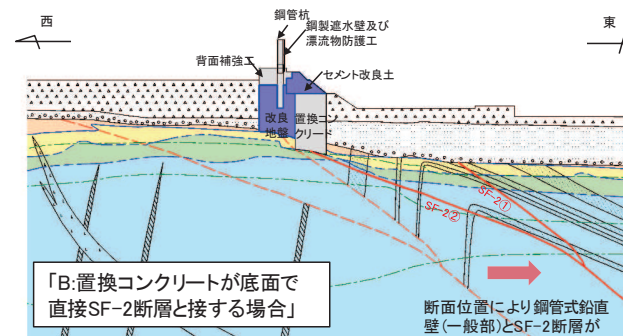 西
東
鋼管杭
鋼製遮水壁及び
漂流物防護工
背面補強工
セメント改良土
改良
地盤
置換コン
クリート
SF-2①
SF-2②
「B:置換コンクリートが底面で
直接SF-2断層と接する場合」
断面位置により鋼管式鉛直
壁(一般部)とSF-2断層が